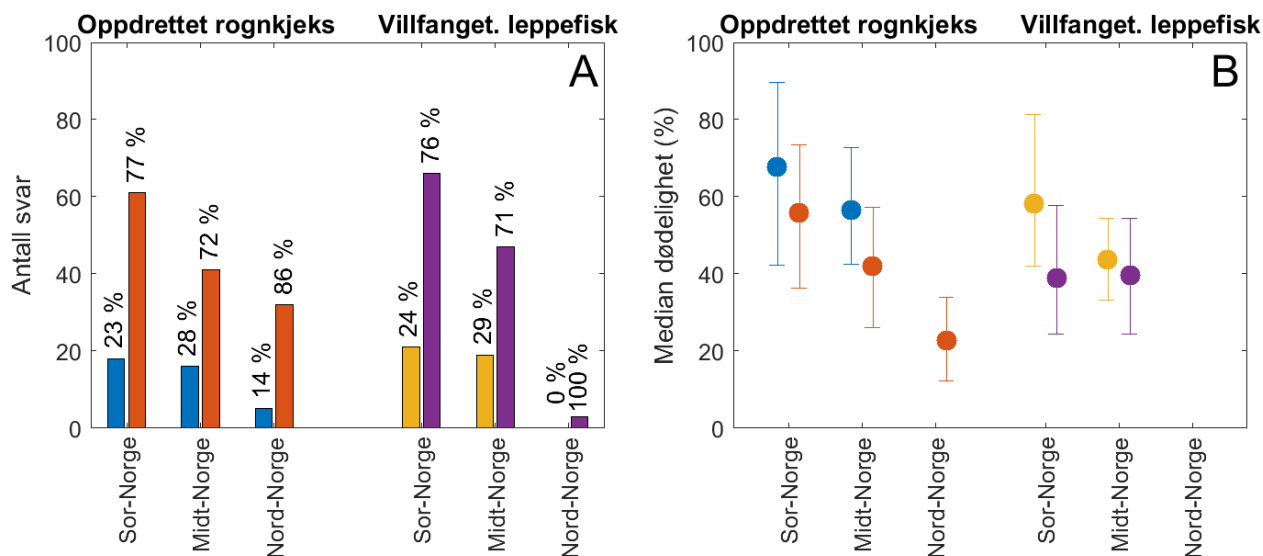 Oppdrettet rognkjeks
Villfanget. leppefisk
A
Antall svar
100
80
60
40
20
0
23 %
77 %
28 %
72 %
14 %
86 %
24 %
76 %
29 %
71 %
0 %
100 %
Sor-Norge
Midt-Norge
Nord-Norge
Sor-Norge
Midt-Norge
Nord-Norge
Oppdrettet rognkjeks
Villfanget. leppefisk
B
Median dødelighet (%)
100
80
60
40
20
0
Sor-Norge
Midt-Norge
Nord-Norge
Sor-Norge
Midt-Norge
Nord-Norge